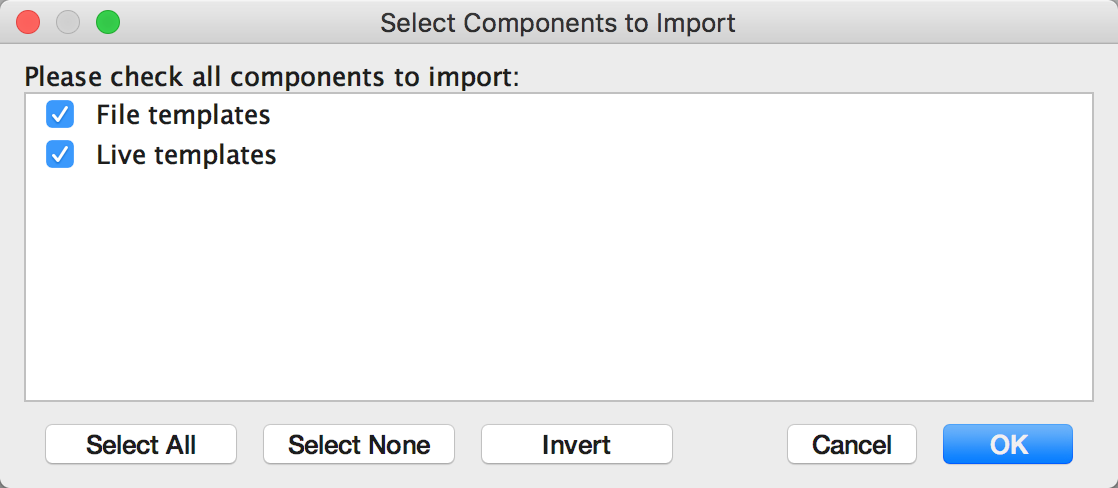 Select Components to Import
Please check all components to import:
File templates
Live templates
Select All Select None Invert Cancel OK